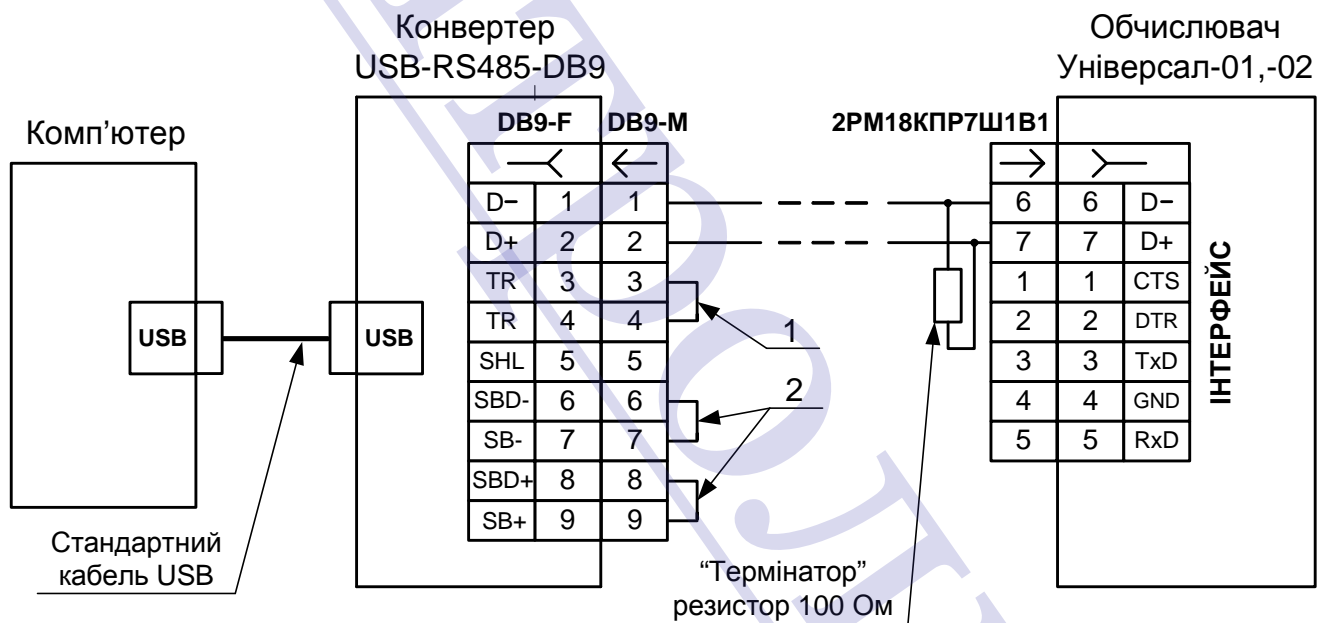 Конвертер
USB-RS485-DB9
Обчислювач
Універсал-01,-02
Комп’ютер
DB9-F DB9-M
2РМ18КПР7Ш1В1
D− 1 1
D+ 2 2
TR 3 3
TR 4 4
SHL 5 5
SBD- 6 6
SB- 7 7
SBD+ 8 8
SB+ 9 9
6 6 D−
7 7 D+
1 1 CTS
2 2 DTR
3 3 TxD
4 4 GND
5 5 RxD
ІНТЕРФЕЙС
USB
USB
1
2
Стандартний
кабель USB
“Термінатор”
резистор 100 Ом